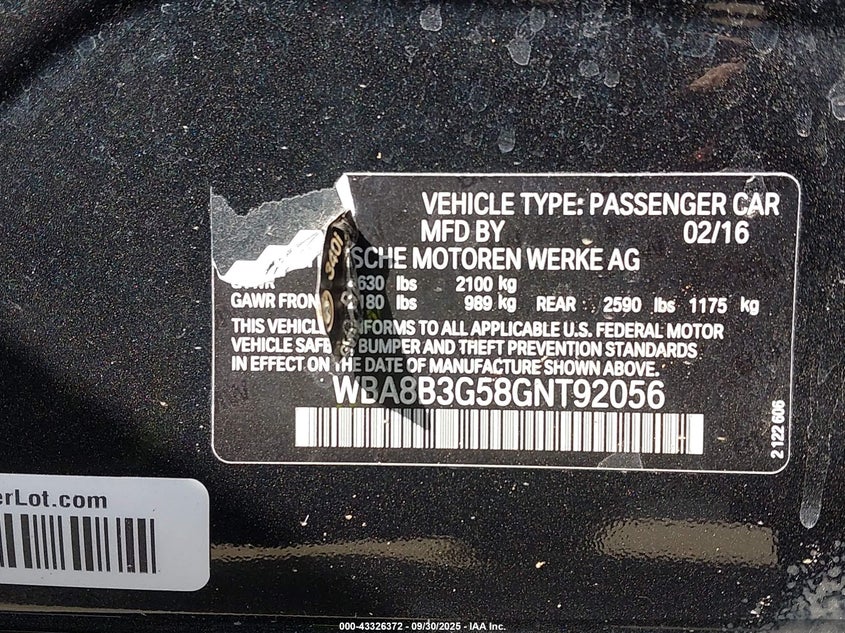 VEHICLE TYPE: PASSENGER CAR
MFD BY 02/16
SCHE MOTOREN WERKE AG
630 lbs 2100 kg
GAWR FRON 180 lbs 989 kg REAR 2590 lbs 1175 kg
THIS VEHICL ONFORMS TO ALL APPLICABLE U.S. FEDERAL MOTOR
VEHICLE SAFE BUMPER AND THEFT PREVENTION STANDARDS
IN EFFECT ON THE DATE OF MANUFACTURE SHOWN ABOVE.
WBA8B3G58GNT92056
2 122 606
340i
erLot.com
000-43326372 - 09/30/2025 - IAA Inc.